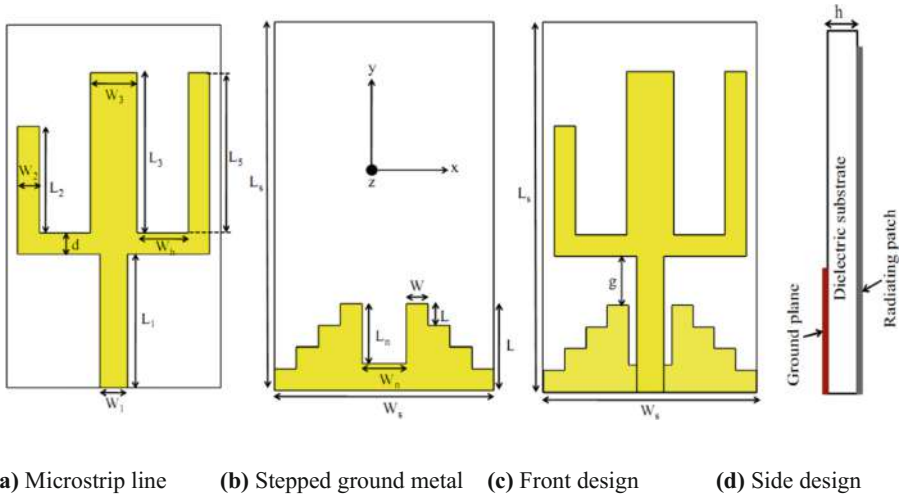 W₃
L₃
L₅
W₂
L₂
d
Wₕ
L₁
W₁
y
x
z
Lₛ
W
L
Lₙ
L
Wₙ
Wₛ
Lₛ
g
Wₛ
h
Dielectric substrate
Ground plane
Radiating patch
a) Microstrip line (b) Stepped ground metal (c) Front design (d) Side design